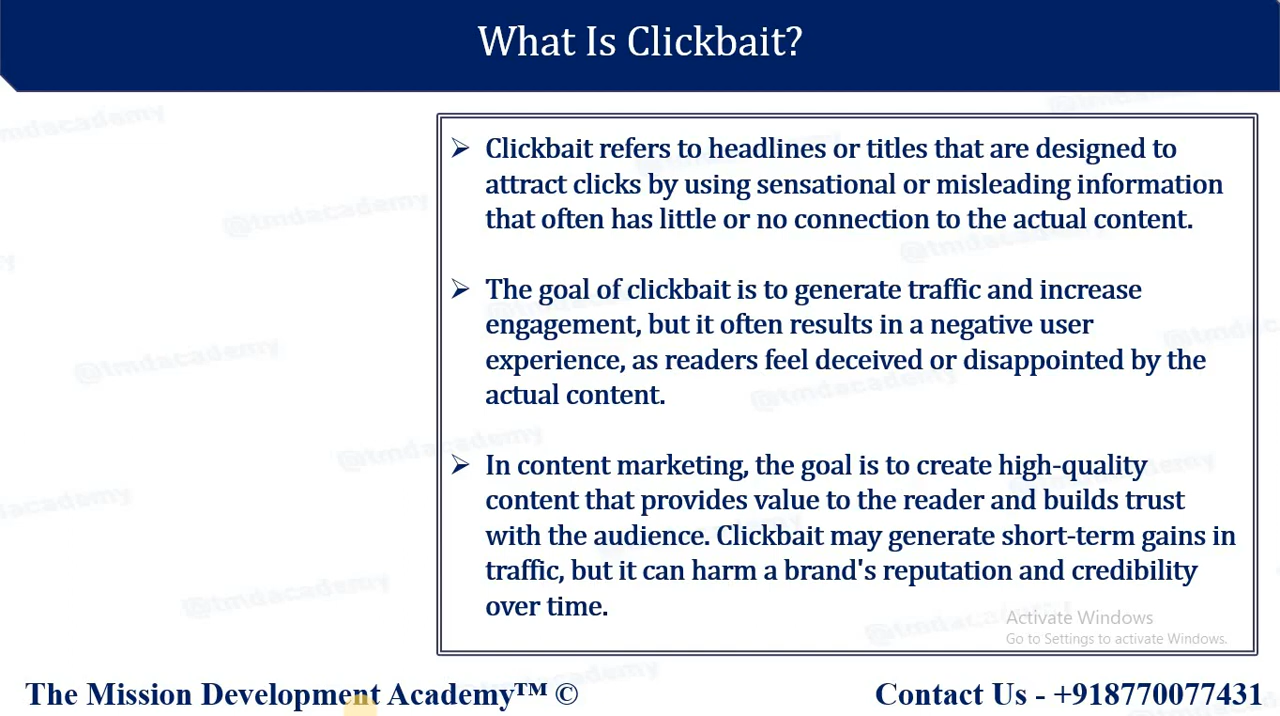 What Is Clickbait?
@tmdacademy
➢ Clickbait refers to headlines or titles that are designed to
attract clicks by using sensational or misleading information
that often has little or no connection to the actual content.
➢ The goal of clickbait is to generate traffic and increase
engagement, but it often results in a negative user
experience, as readers feel deceived or disappointed by the
actual content.
➢ In content marketing, the goal is to create high-quality
content that provides value to the reader and builds trust
with the audience. Clickbait may generate short-term gains in
traffic, but it can harm a brand's reputation and credibility
over time.
Activate Windows
Go to Settings to activate Windows.
The Mission Development Academy™ ©
Contact Us - +918770077431